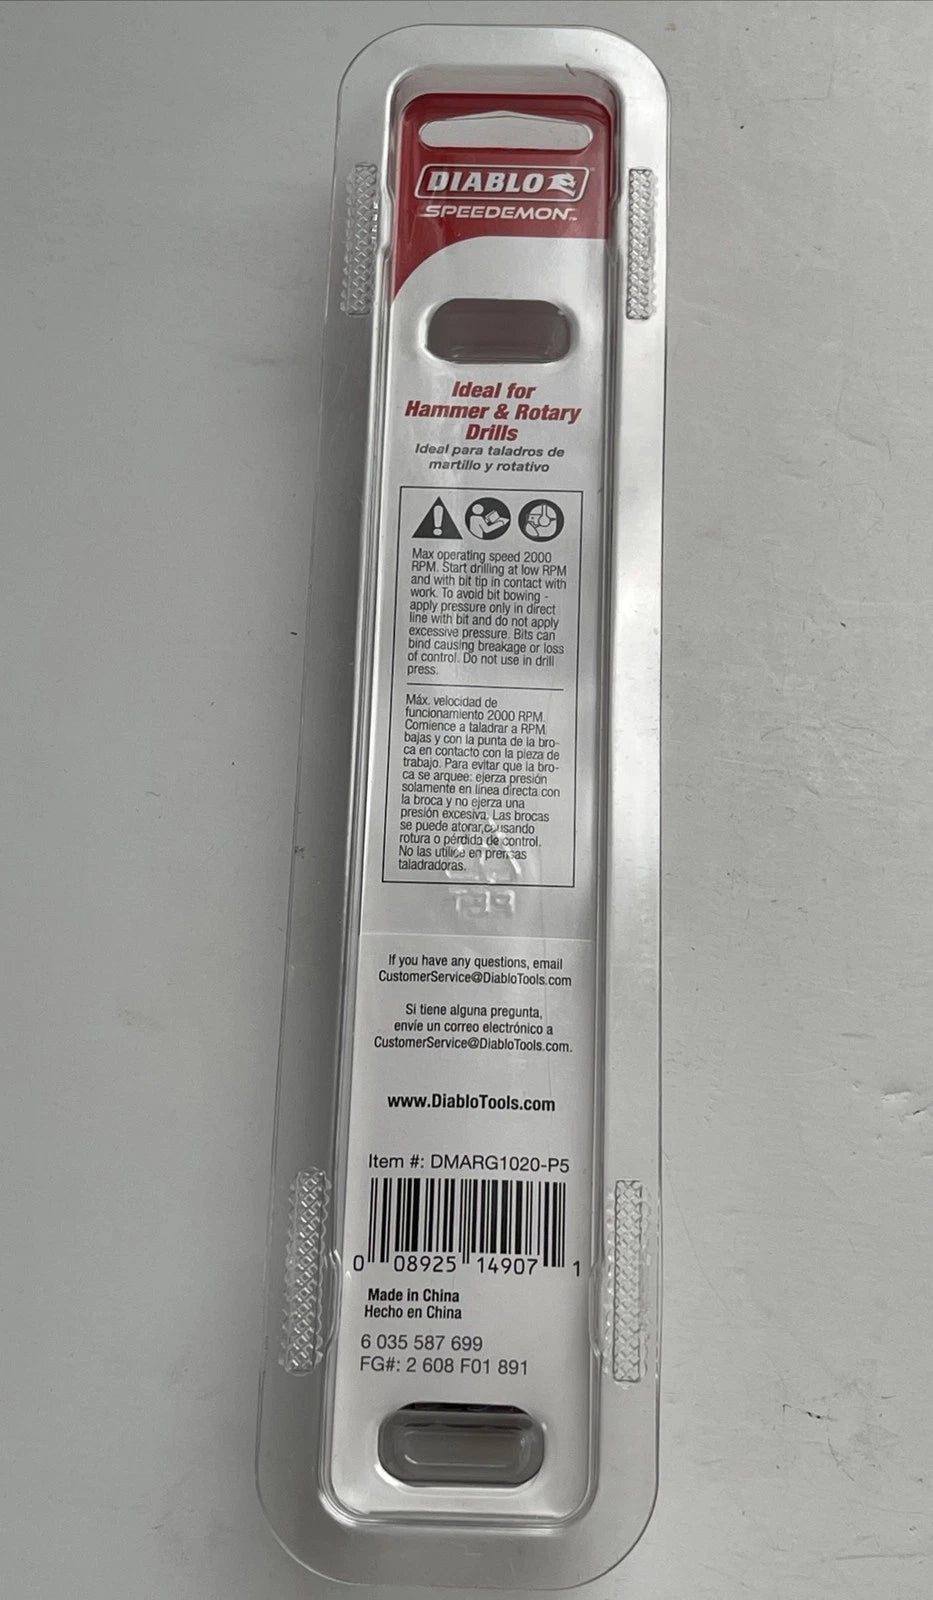 DIABLO
SPEEDEMON™
Ideal for
Hammer & Rotary
Drills
Ideal para taladros de
martillo y rotativo
Max operating speed 2000
RPM. Start drilling at low RPM
and with bit tip in contact with
work. To avoid bit bowing -
apply pressure only in direct
line with bit and do not apply
excessive pressure. Bits can
bind causing breakage or loss
of control. Do not use in drill
press.
Máx. velocidad de
funcionamiento 2000 RPM.
Comience a taladrar a RPM
bajas y con la punta de la bro-
ca en contacto con la pieza de
trabajo. Para evitar que la bro-
ca se arquee: ejerza presión
solamente en línea directa con
la broca y no ejerza una
presión excesiva. Las brocas
se puede atorar,causando
rotura o pérdida de control.
No las utilice en prensas
taladradoras.
PET
If you have any questions, email
CustomerService@DiabloTools.com
Si tiene alguna pregunta,
envíe un correo electrónico a
CustomerService@DiabloTools.com.
www.DiabloTools.com
Item #: DMARG1020-P5
0 08925 14907 1
Made in China
Hecho en China
6 035 587 699
FG#: 2 608 F01 891